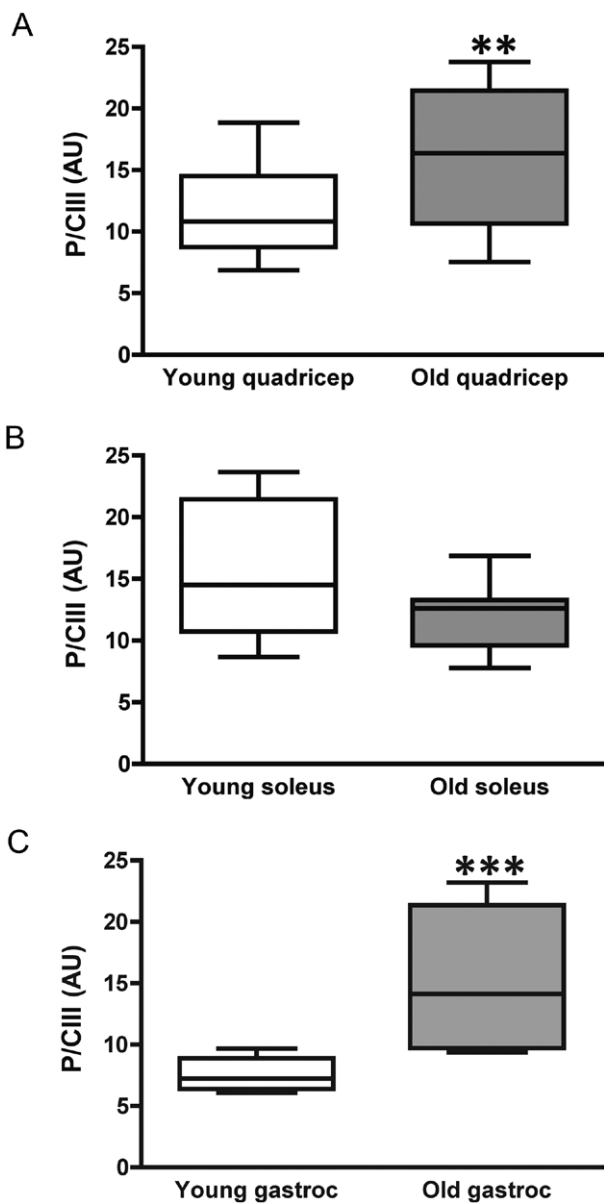 A
25
**
20
15
10
5
0
P/CIII (AU)
Young quadricep Old quadricep
B
25
20
15
10
5
0
P/CIII (AU)
Young soleus Old soleus
C
25
***
20
15
10
5
0
P/CIII (AU)
Young gastroc Old gastroc